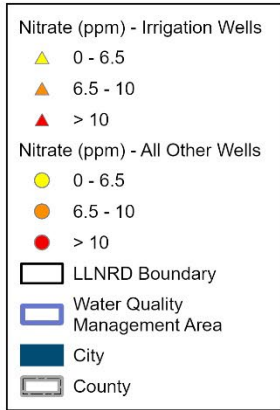 Nitrate (ppm) - Irrigation Wells
0 - 6.5
6.5 - 10
> 10
Nitrate (ppm) - All Other Wells
0 - 6.5
6.5 - 10
> 10
LLNRD Boundary
Water Quality
Management Area
City
County